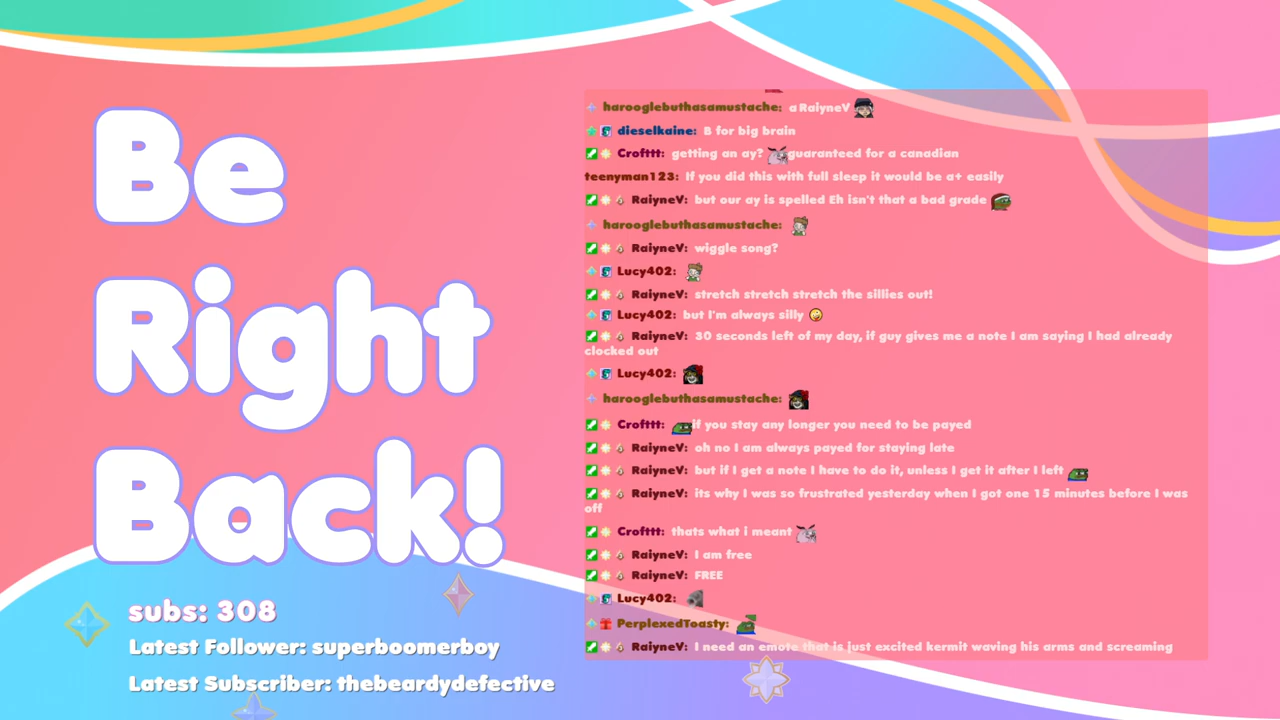 Be
Right
Back!
subs: 308
Latest Follower: superboomerboy
Latest Subscriber: thebeardydefective
harooglebuthasamustache: a RaiyneV
dieselkaine: B for big brain
Crofttt: getting an ay? guaranteed for a canadian
teenyman123: If you did this with full sleep it would be a+ easily
RaiyneV: but our ay is spelled Eh isn't that a bad grade
harooglebuthasamustache:
RaiyneV: wiggle song?
Lucy402:
RaiyneV: stretch stretch stretch the sillies out!
Lucy402: but I'm always silly
RaiyneV: 30 seconds left of my day, if guy gives me a note I am saying I had already
clocked out
Lucy402:
harooglebuthasamustache:
Crofttt: if you stay any longer you need to be payed
RaiyneV: oh no I am always payed for staying late
RaiyneV: but if I get a note I have to do it, unless I get it after I left
RaiyneV: its why I was so frustrated yesterday when I got one 15 minutes before I was
off
Crofttt: thats what i meant
RaiyneV: I am free
RaiyneV: FREE
Lucy402:
PerplexedToasty:
RaiyneV: I need an emote that is just excited kermit waving his arms and screaming